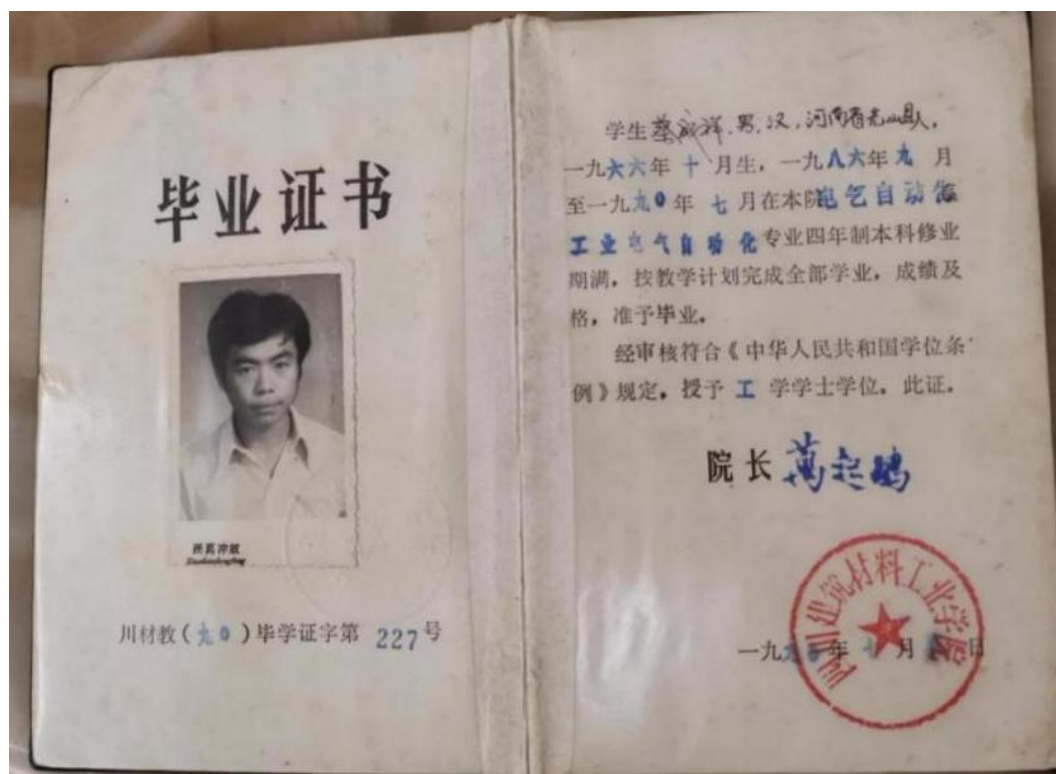 毕业证书
川材教(九0)毕学证字第 227号
学生蔡成祥，男，汉，河南省光山县人，
一九六六年十月生，一九八六年九月
至一九九0年七月在本院电气自动化
工业电气自动化专业四年制本科修业
期满，按教学计划完成全部学业，成绩及
格，准予毕业。
经审核符合《中华人民共和国学位条
例》规定，授予 工 学学士学位。此证。
院长
四川建筑材料工业学院
一九九0年 月 日